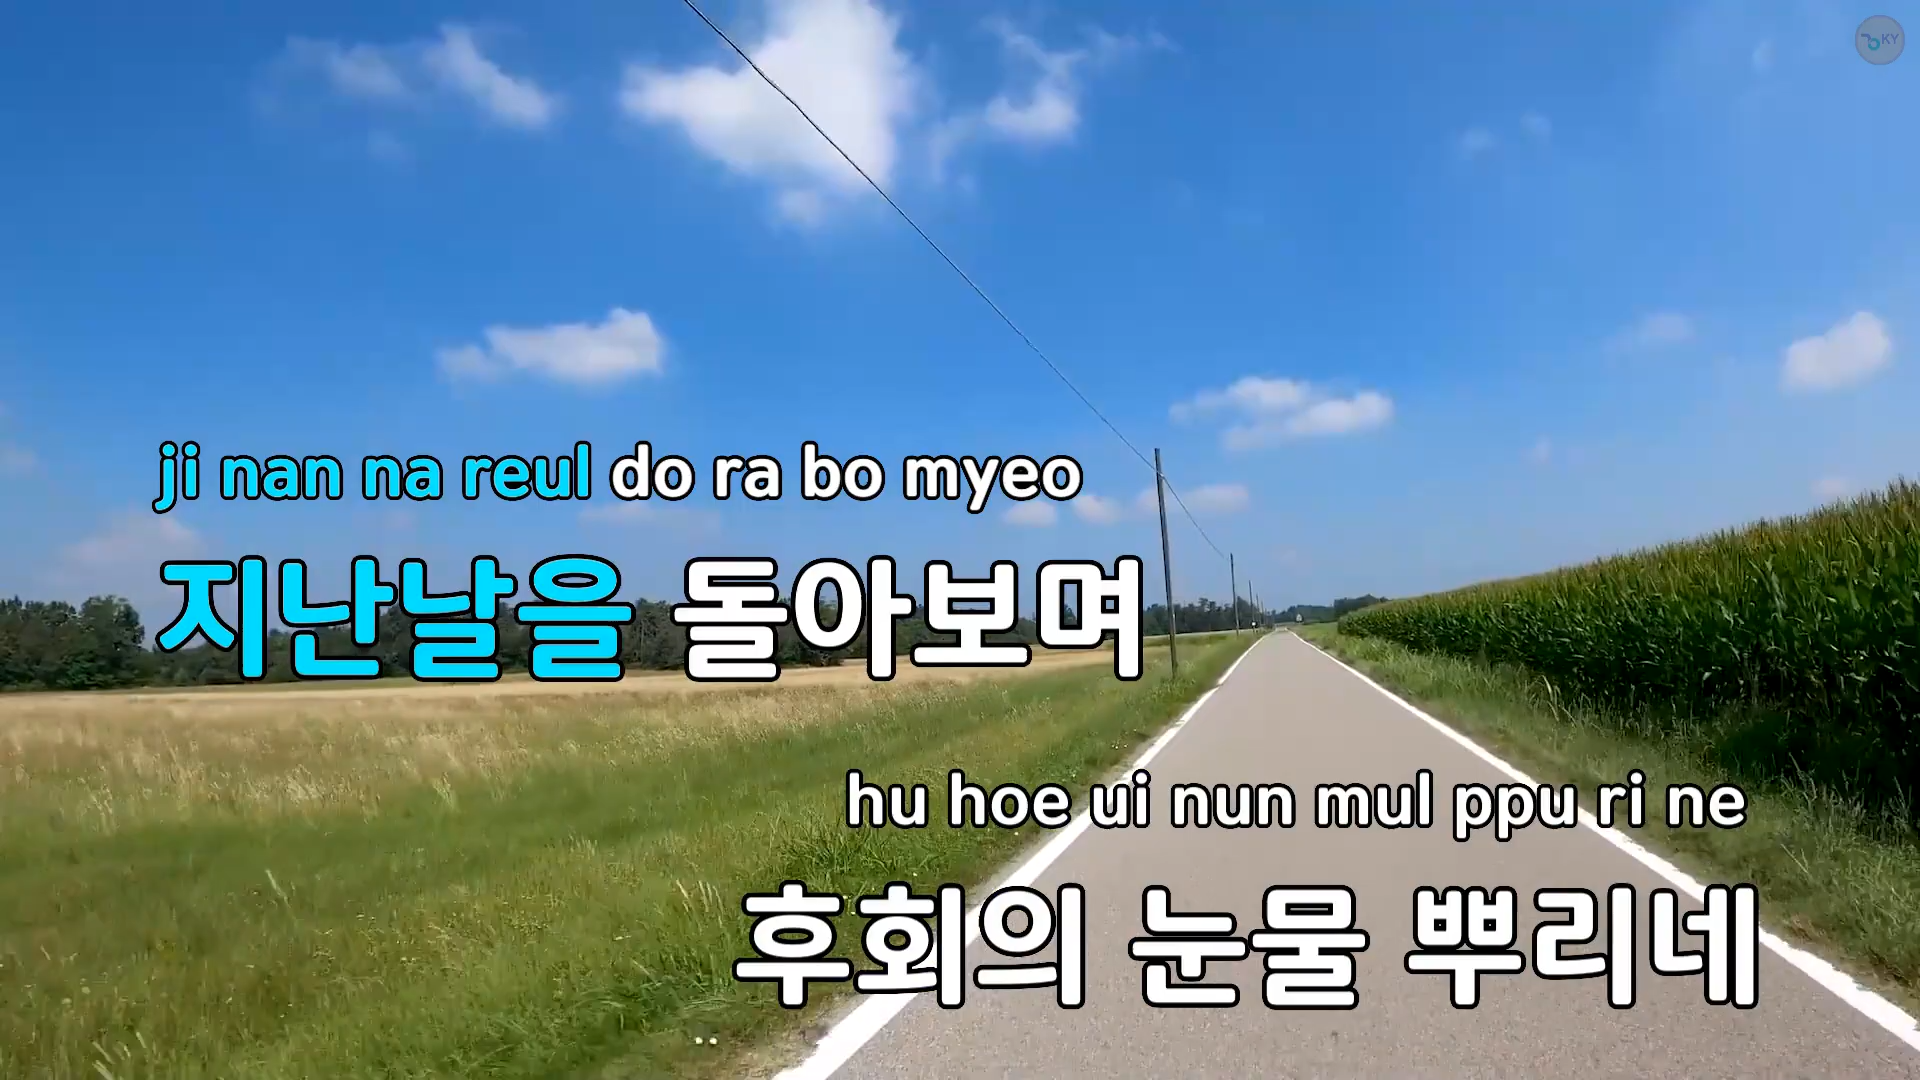 KY
ji nan na reul do ra bo myeo
지난날을 돌아보며
hu hoe ui nun mul ppu ri ne
후회의 눈물 뿌리네